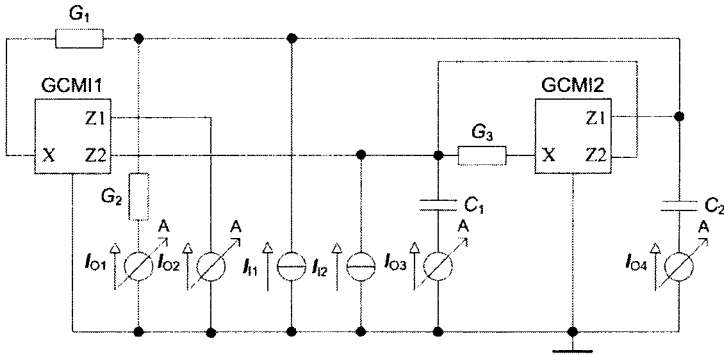 G1
GCMI1
Z1
X
Z2
G2
A
IO1
A
IO2
II1
II2
GCMI2
Z1
G3
X
Z2
C1
A
IO3
C2
A
IO4